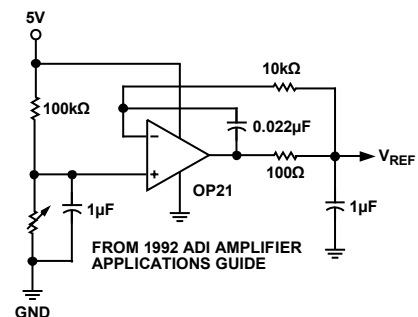 5V
10kΩ
100kΩ
0.022µF
−
+
OP21
100Ω
VREF
1µF
1µF
FROM 1992 ADI AMPLIFIER
APPLICATIONS GUIDE
GND